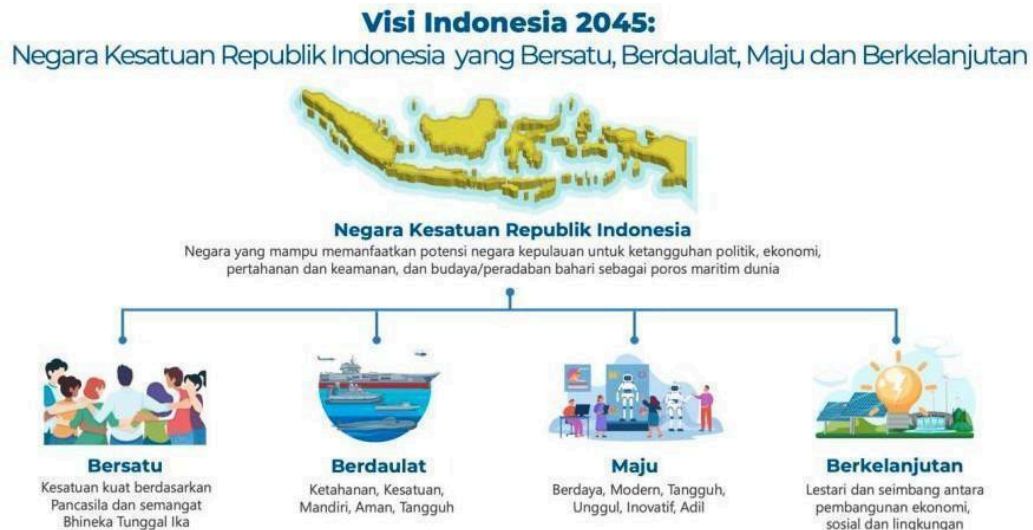 Visi Indonesia 2045:
Negara Kesatuan Republik Indonesia yang Bersatu, Berdaulat, Maju dan Berkelanjutan
Negara Kesatuan Republik Indonesia
Negara yang mampu memanfaatkan potensi negara kepulauan untuk ketangguhan politik, ekonomi,
pertahanan dan keamanan, dan budaya/peradaban bahari sebagai poros maritim dunia
Bersatu
Kesatuan kuat berdasarkan
Pancasila dan semangat
Bhineka Tunggal Ika
Berdaulat
Ketahanan, Kesatuan,
Mandiri, Aman, Tangguh
Maju
Berdaya, Modern, Tangguh,
Unggul, Inovatif, Adil
Berkelanjutan
Lestari dan seimbang antara
pembangunan ekonomi,
sosial dan lingkungan